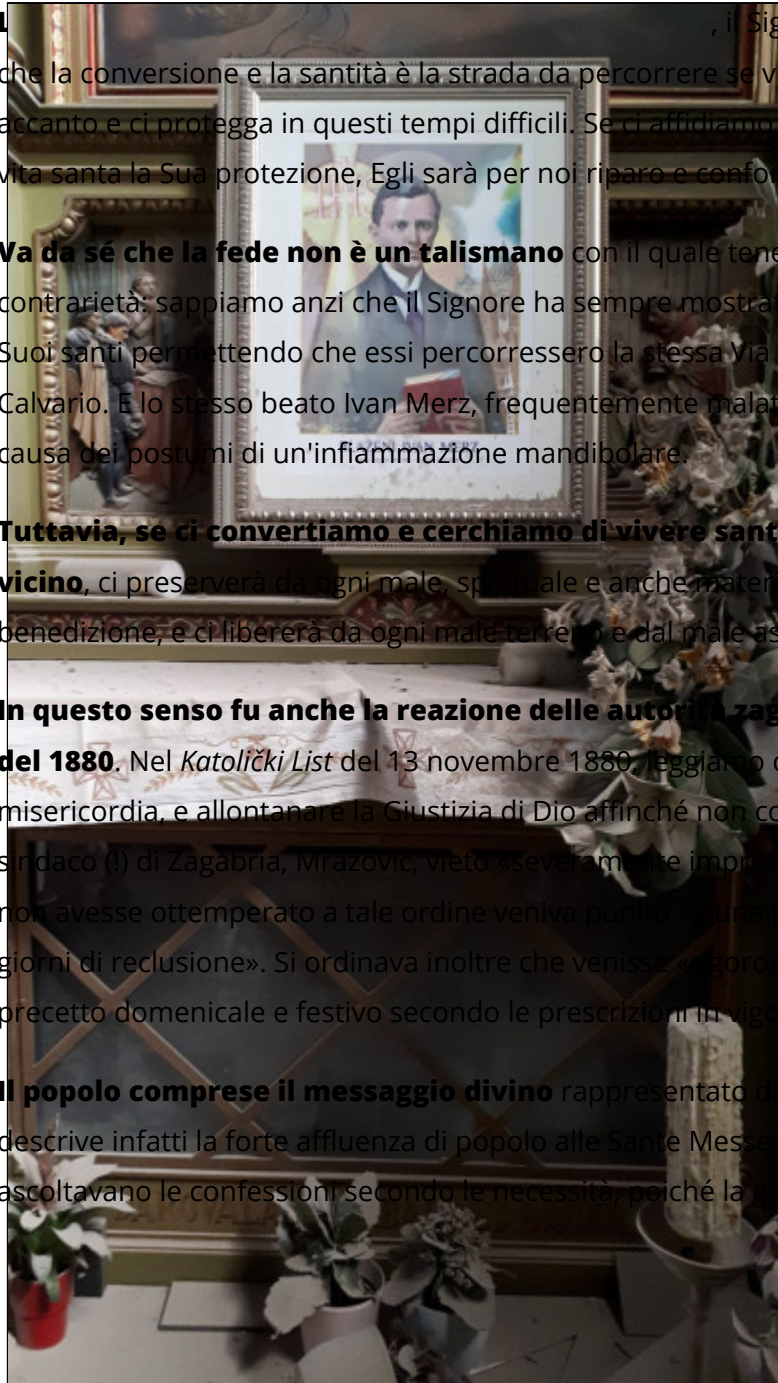 , il Sig
che la conversione e la santità è la strada da percorrere se v
accanto e ci protegga in questi tempi difficili. Se ci affidiamo
vita santa la Sua protezione, Egli sarà per noi riparo e confor
Va da sé che la fede non è un talismano con il quale tene
contrarietà: sappiamo anzi che il Signore ha sempre mostra
Suoi santi permettendo che essi percorressero la stessa Via
Calvario. E lo stesso beato Ivan Merz, frequentemente malat
causa dei postumi di un'infiammazione mandibolare.
BLAŽENI IVAN MERZ
Tuttavia, se ci convertiamo e cerchiamo di vivere sant
vicino, ci preserverà da ogni male, spirituale e anche materi
benedizione, e ci libererà da ogni male terreno e dal male as
In questo senso fu anche la reazione delle autorità zag
del 1880. Nel Katolički List del 13 novembre 1880, leggiamo
misericordia, e allontanare la Giustizia di Dio affinché non co
sindaco (!) di Zagabria, Mrazović, vietò «severamente impre
non avesse ottemperato a tale ordine veniva punito una
giorni di reclusione». Si ordinava inoltre che venisse «rigoro
precetto domenicale e festivo secondo le prescrizioni in vigo
Il popolo comprese il messaggio divino rappresentato d
descrive infatti la forte affluenza di popolo alle Sante Messe
ascoltavano le confessioni secondo le necessità, poiché la